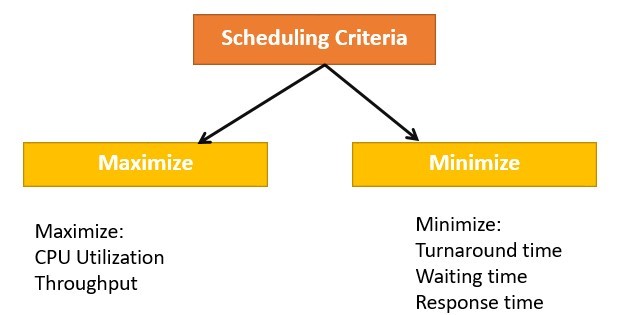 Scheduling Criteria
Maximize
Minimize
Maximize:
CPU Utilization
Throughput
Minimize:
Turnaround time
Waiting time
Response time